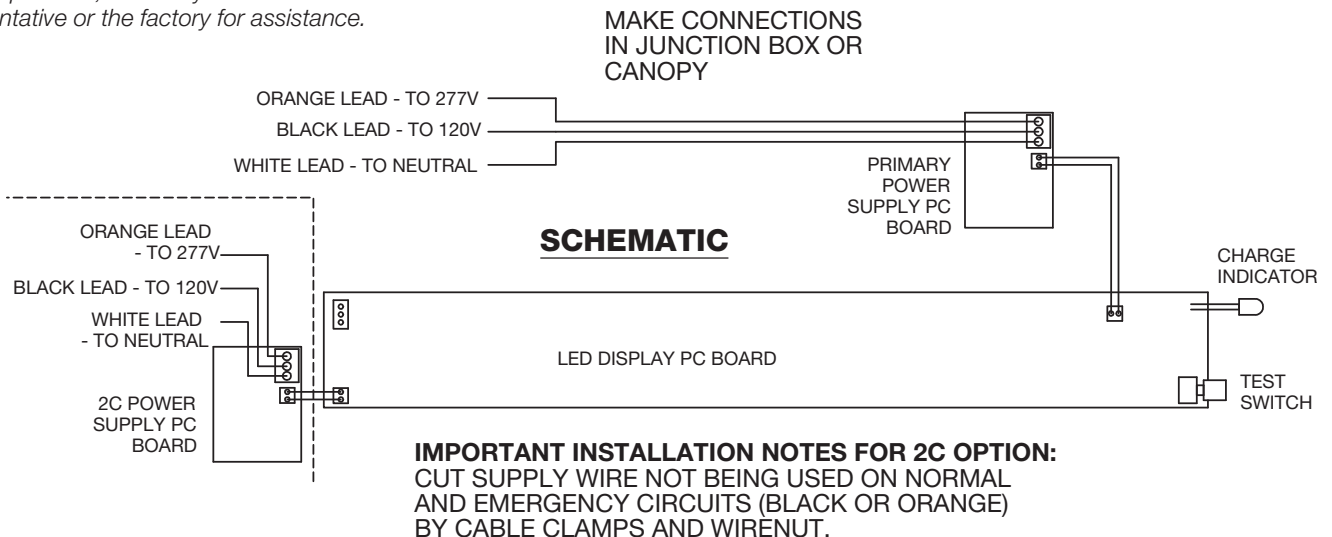 ntative or the factory for assistance.
MAKE CONNECTIONS
IN JUNCTION BOX OR
CANOPY
ORANGE LEAD - TO 277V
BLACK LEAD - TO 120V
WHITE LEAD - TO NEUTRAL
PRIMARY
POWER
SUPPLY PC
BOARD
SCHEMATIC
ORANGE LEAD
- TO 277V
BLACK LEAD - TO 120V
WHITE LEAD
- TO NEUTRAL
2C POWER
SUPPLY PC
BOARD
LED DISPLAY PC BOARD
CHARGE
INDICATOR
TEST
SWITCH
IMPORTANT INSTALLATION NOTES FOR 2C OPTION:
CUT SUPPLY WIRE NOT BEING USED ON NORMAL
AND EMERGENCY CIRCUITS (BLACK OR ORANGE)
BY CABLE CLAMPS AND WIRENUT.